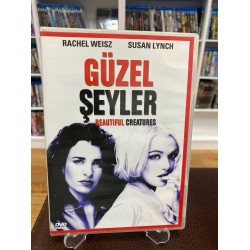 RACHEL WEISZ SUSAN LYNCH
GÜZEL
ŞEYLER
BEAUTIFUL CREATURES
DVD